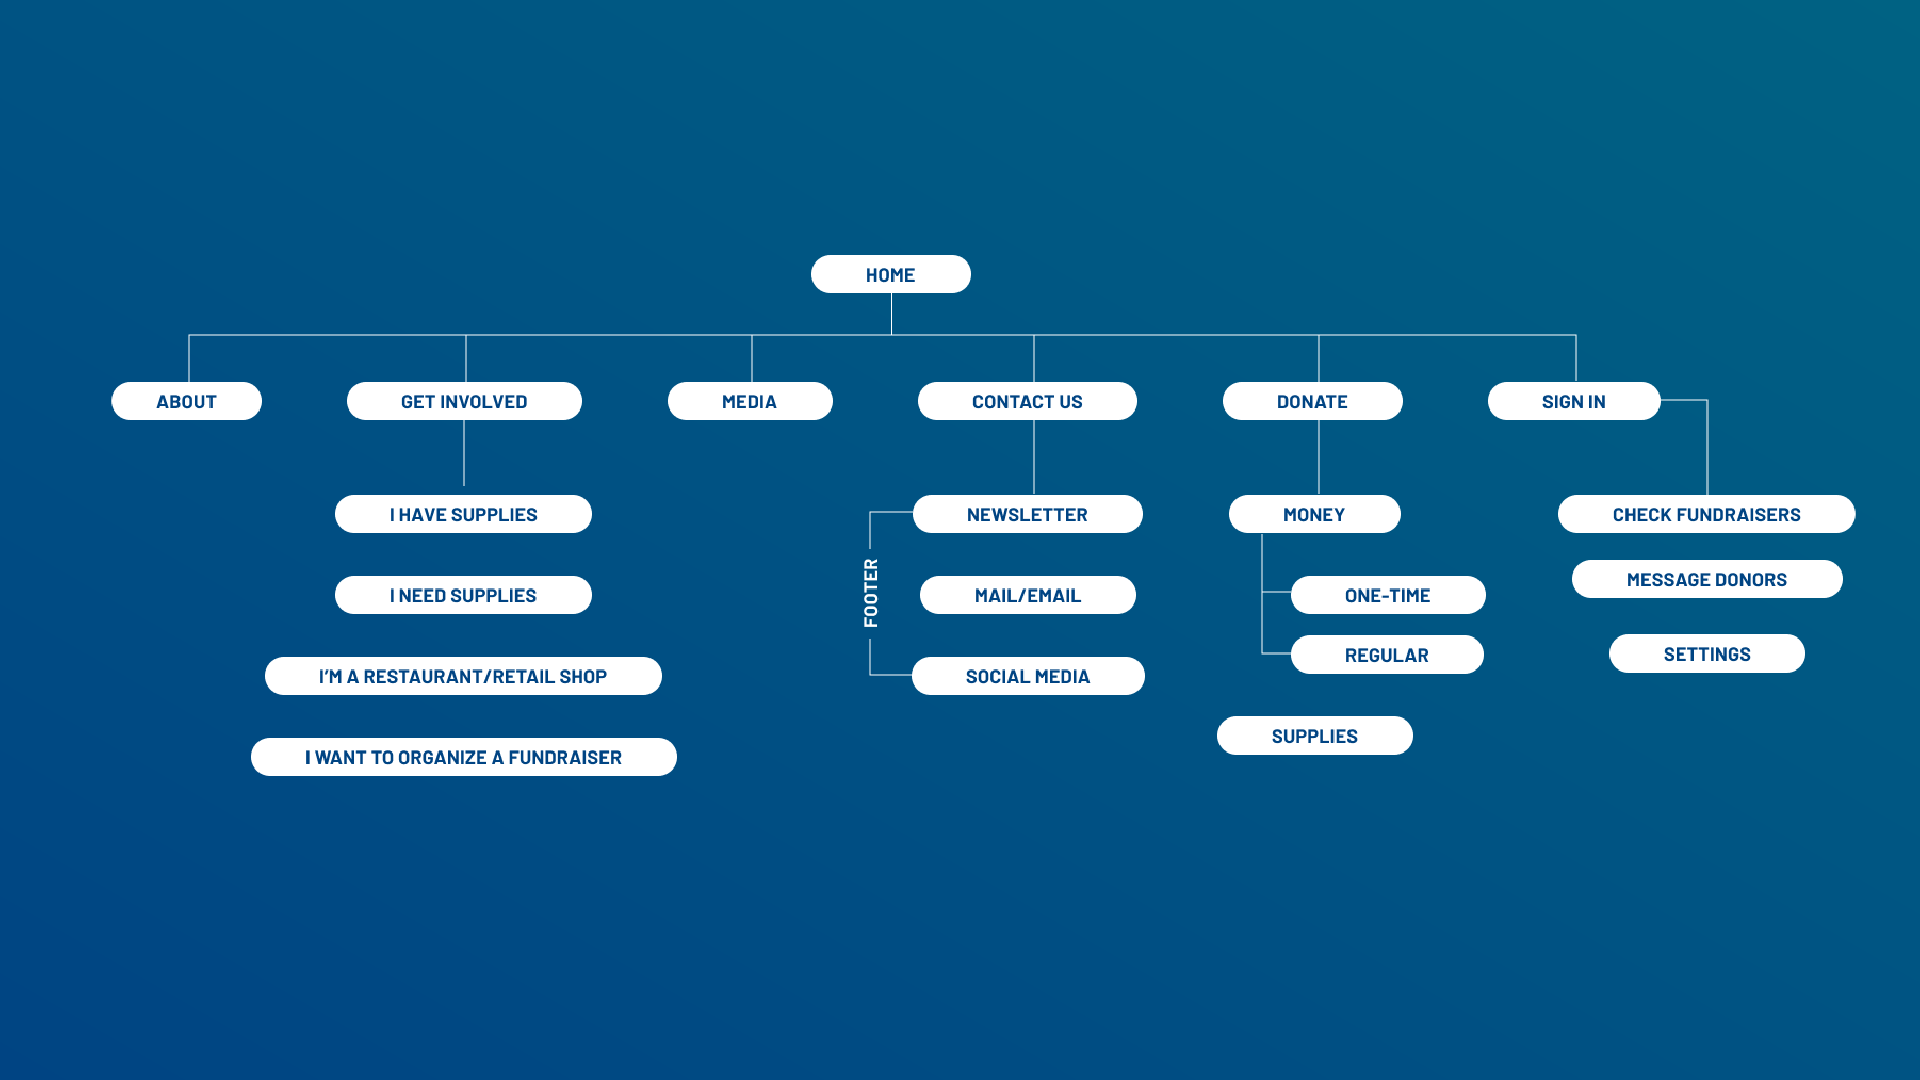 HOME
ABOUT
GET INVOLVED
MEDIA
CONTACT US
DONATE
SIGN IN
I HAVE SUPPLIES
I NEED SUPPLIES
I'M A RESTAURANT/RETAIL SHOP
I WANT TO ORGANIZE A FUNDRAISER
FOOTER
NEWSLETTER
MAIL/EMAIL
SOCIAL MEDIA
MONEY
ONE-TIME
REGULAR
SUPPLIES
CHECK FUNDRAISERS
MESSAGE DONORS
SETTINGS